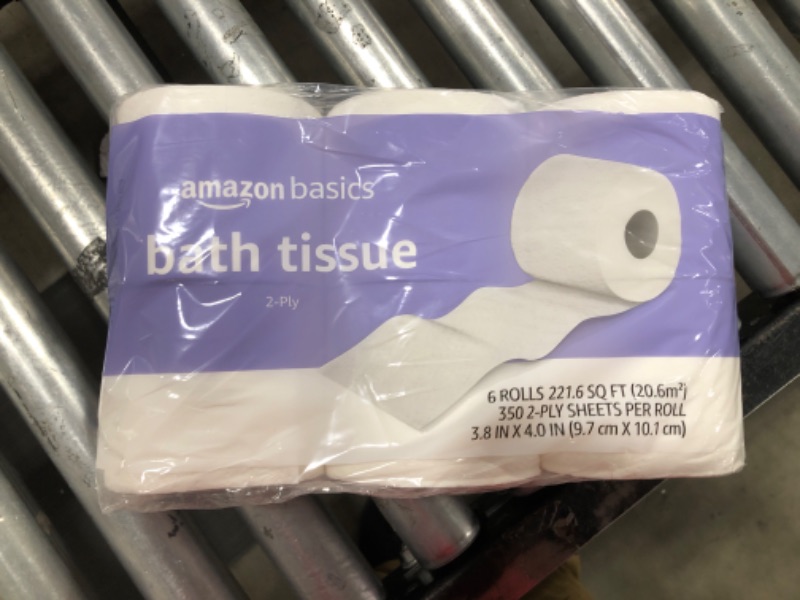 amazon basics
bath tissue
2-Ply
6 ROLLS 221.6 SQ FT (20.6m²)
350 2-PLY SHEETS PER ROLL
3.8 IN X 4.0 IN (9.7 cm X 10.1 cm)